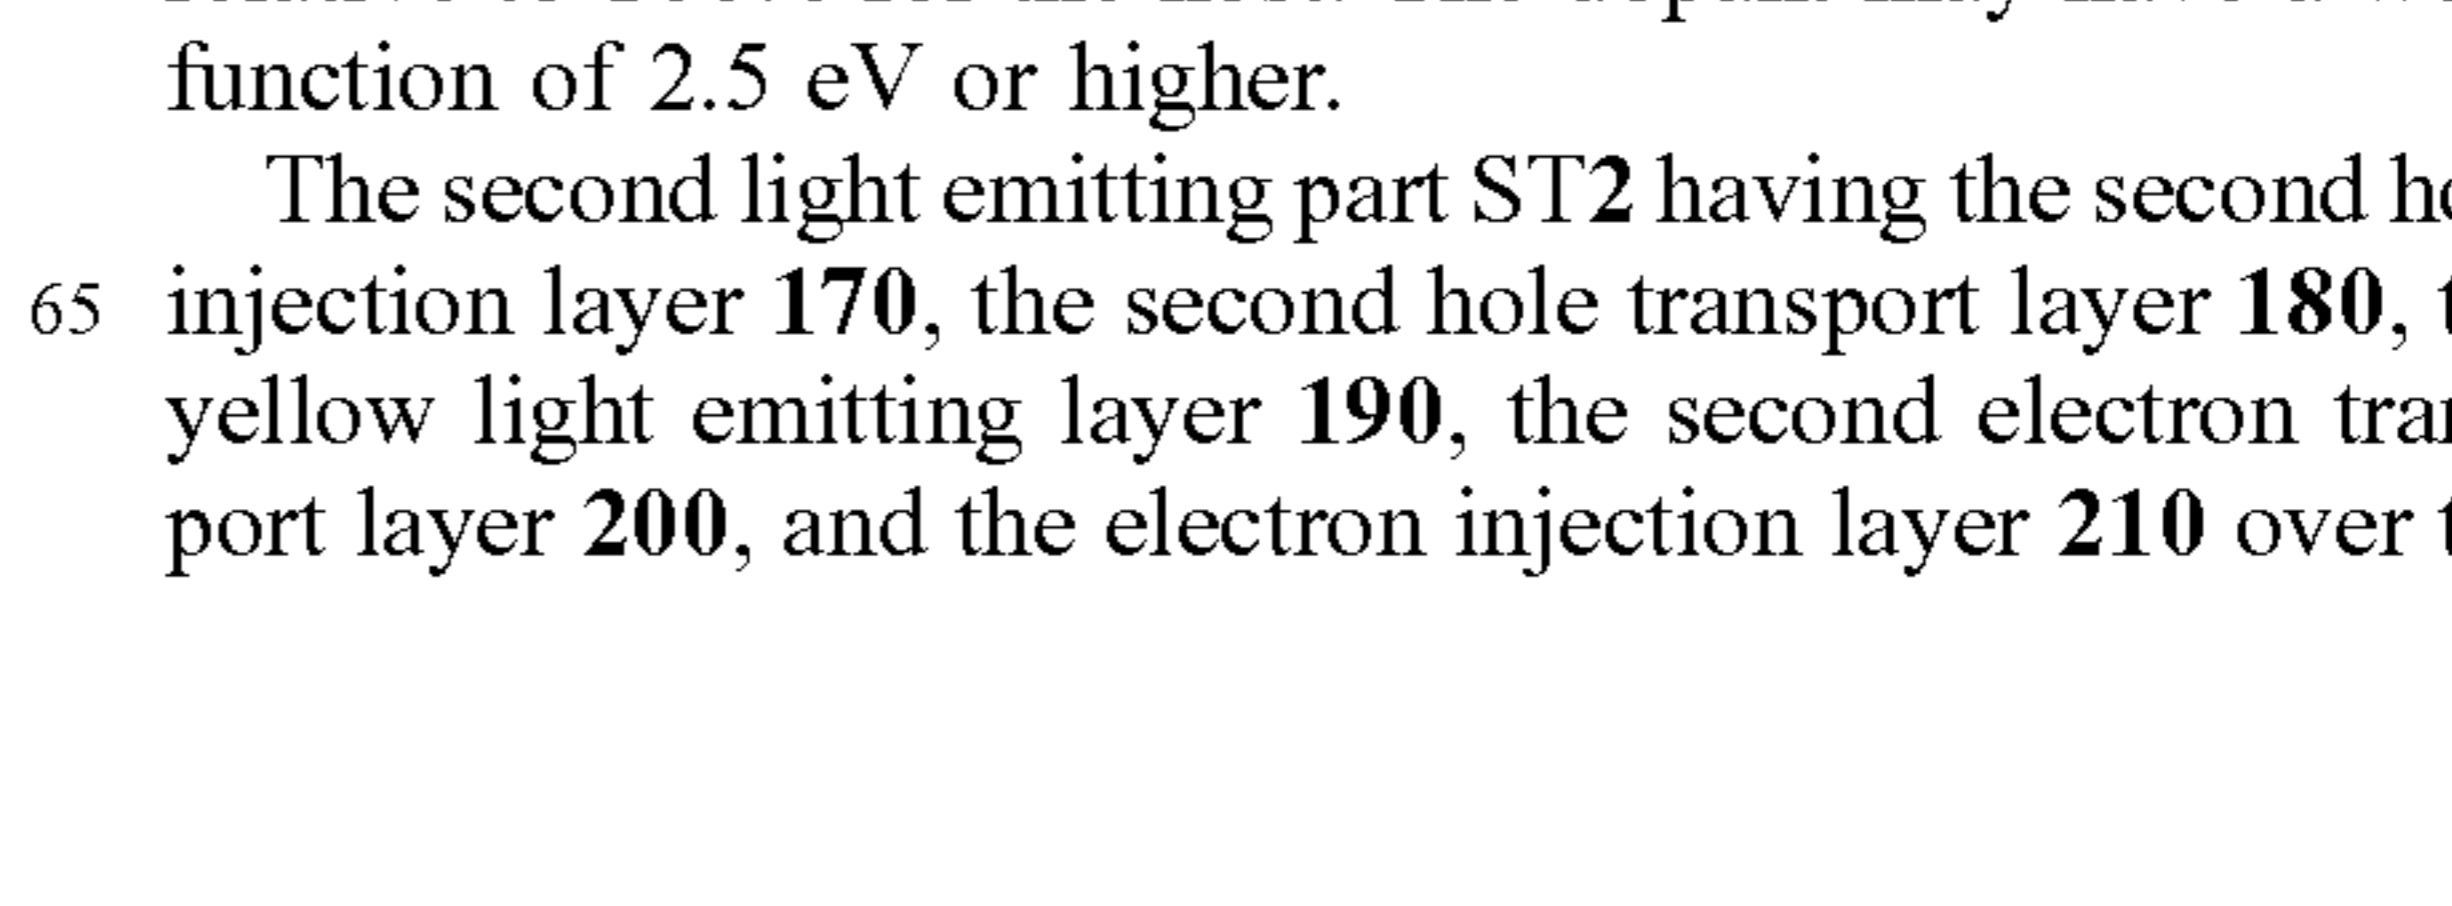 function of 2.5 eV or higher.
The second light emitting part ST2 having the second
65 injection layer 170, the second hole transport layer 180,
yellow light emitting layer 190, the second electron
port layer 200, and the electron injection layer 210 over